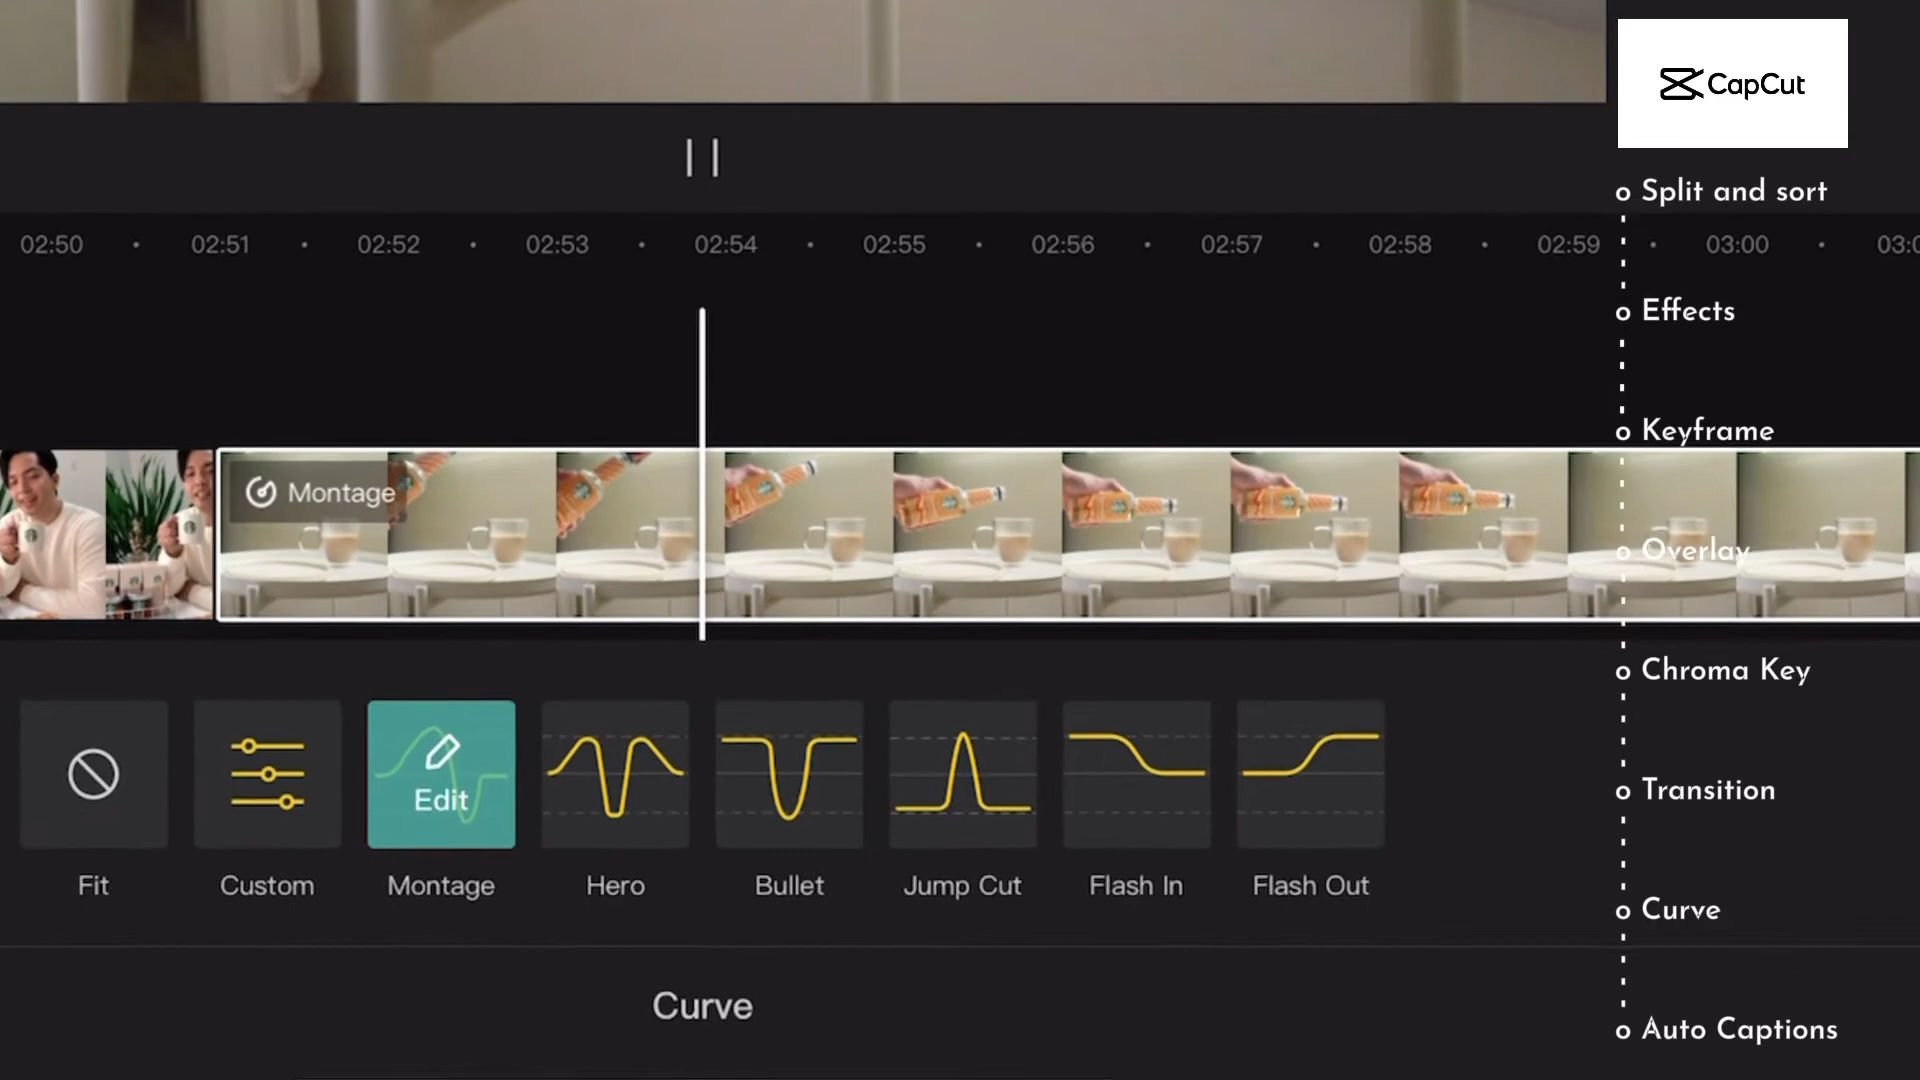 CapCut
Split and sort
02:50 02:51 02:52 02:53 02:54 02:55 02:56 02:57 02:58 02:59 03:00 03:0
Effects
Keyframe
Montage
Overlay
Chroma Key
Edit
Transition
Fit Custom Montage Hero Bullet Jump Cut Flash In Flash Out
Curve
Curve
Auto Captions